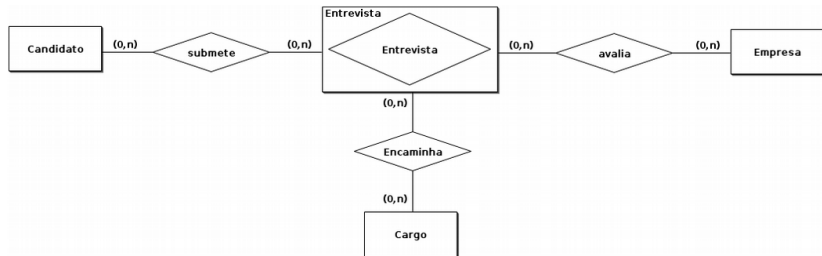 Entrevista
Candidato (0,n) submete (0,n) Entrevista (0,n) avalia (0,n) Empresa
(0,n)
Encaminha
(0,n)
Cargo